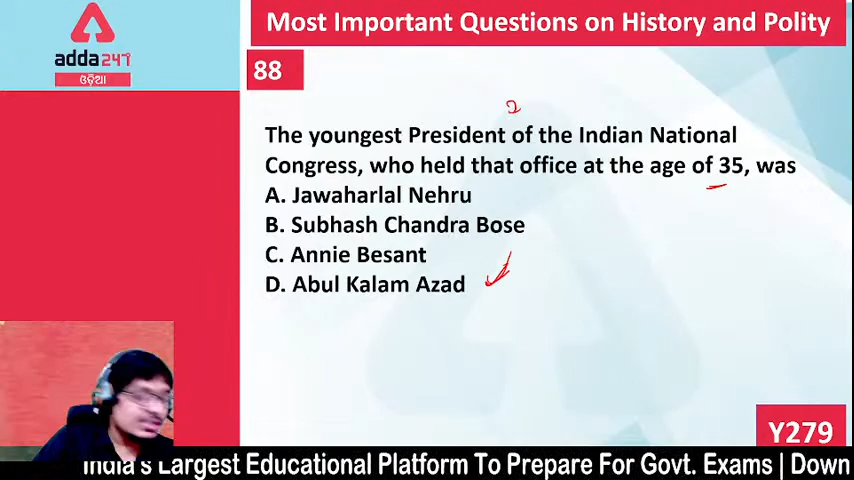 Most Important Questions on History and Polity
adda247
ଓଡ଼ିଆ
88
The youngest President of the Indian National
Congress, who held that office at the age of 35, was
A. Jawaharlal Nehru
B. Subhash Chandra Bose
C. Annie Besant
D. Abul Kalam Azad
Y279
India's Largest Educational Platform To Prepare For Govt. Exams | Down